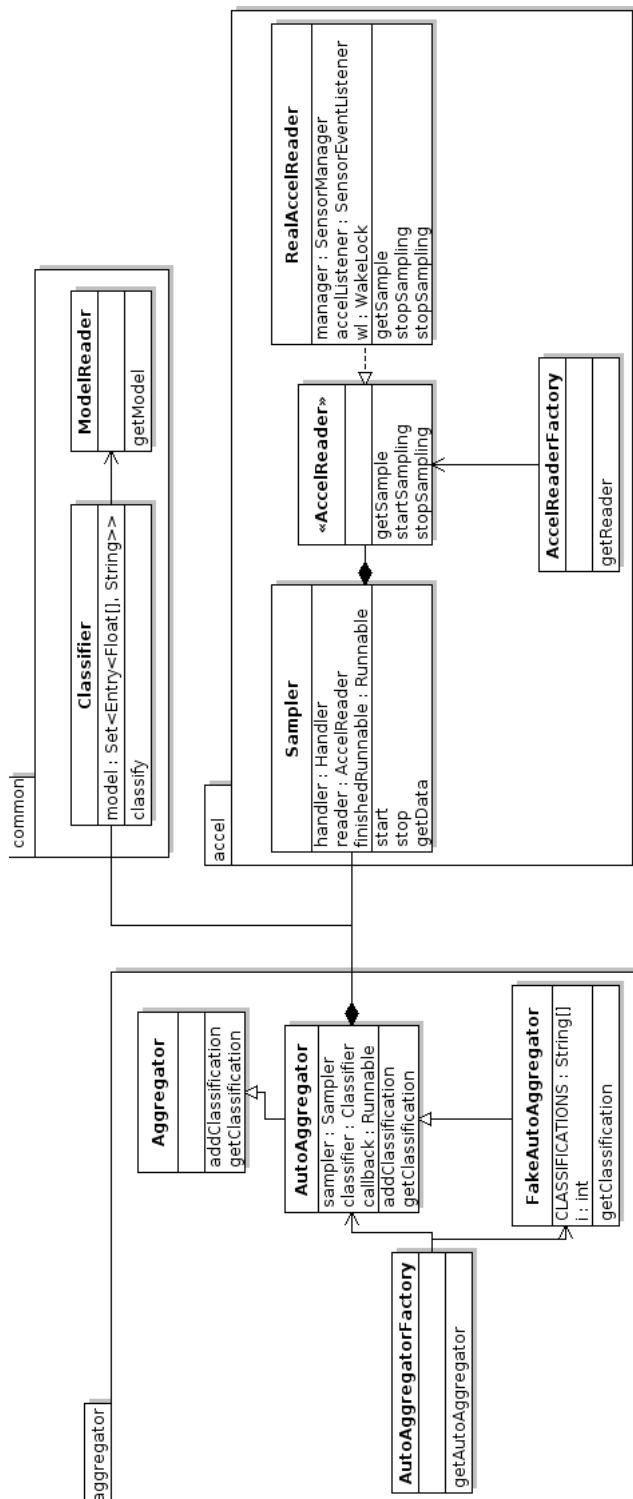 aggregator
Aggregator
addClassification
getClassification
AutoAggregator
sampler : Sampler
classifier : Classifier
callback : Runnable
addClassification
getClassification
AutoAggregatorFactory
getAutoAggregator
FakeAutoAggregator
CLASSIFICATIONS : String[]
i : int
getClassification
common
Classifier
model : Set<Entry<Float[], String>>
classify
ModelReader
getModel
accel
Sampler
handler : Handler
reader : AccelReader
finishedRunnable : Runnable
start
stop
getData
«AccelReader»
getSample
startSampling
stopSampling
RealAccelReader
manager : SensorManager
accelListener : SensorEventListener
wl : WakeLock
getSample
stopSampling
stopSampling
AccelReaderFactory
getReader